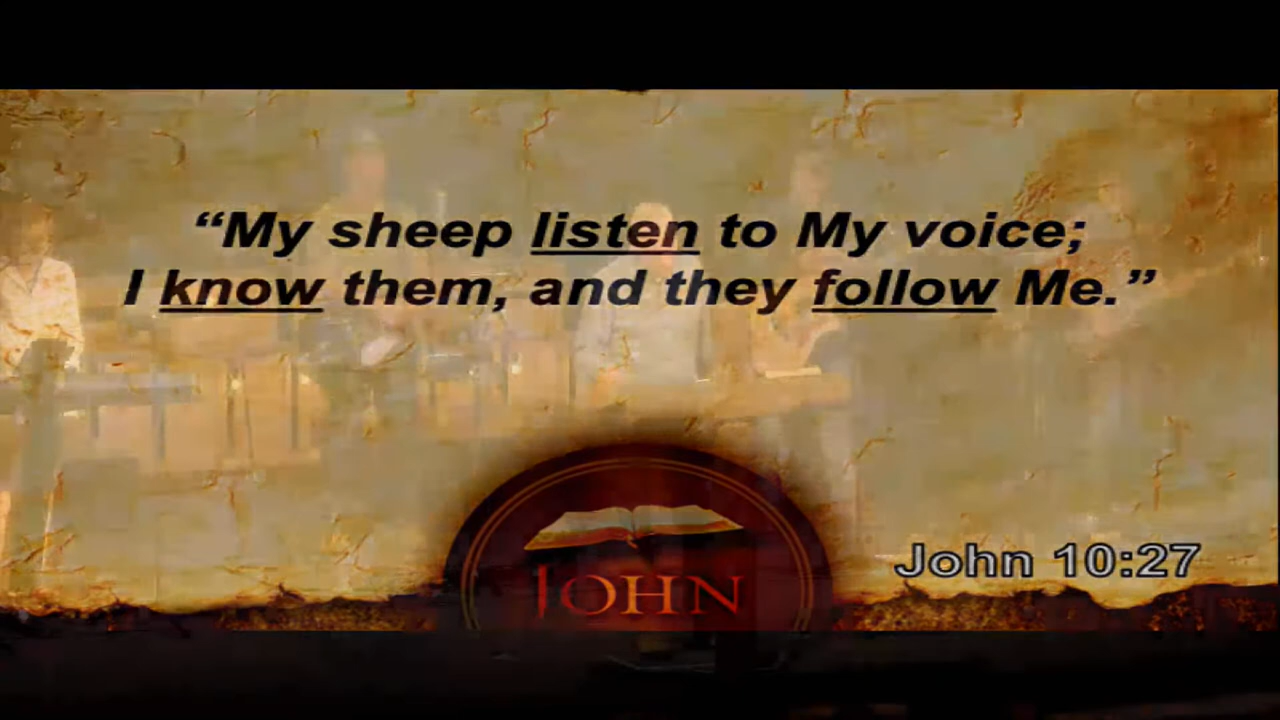 “My sheep listen to My voice;
I know them, and they follow Me.”
John 10:27
JOHN